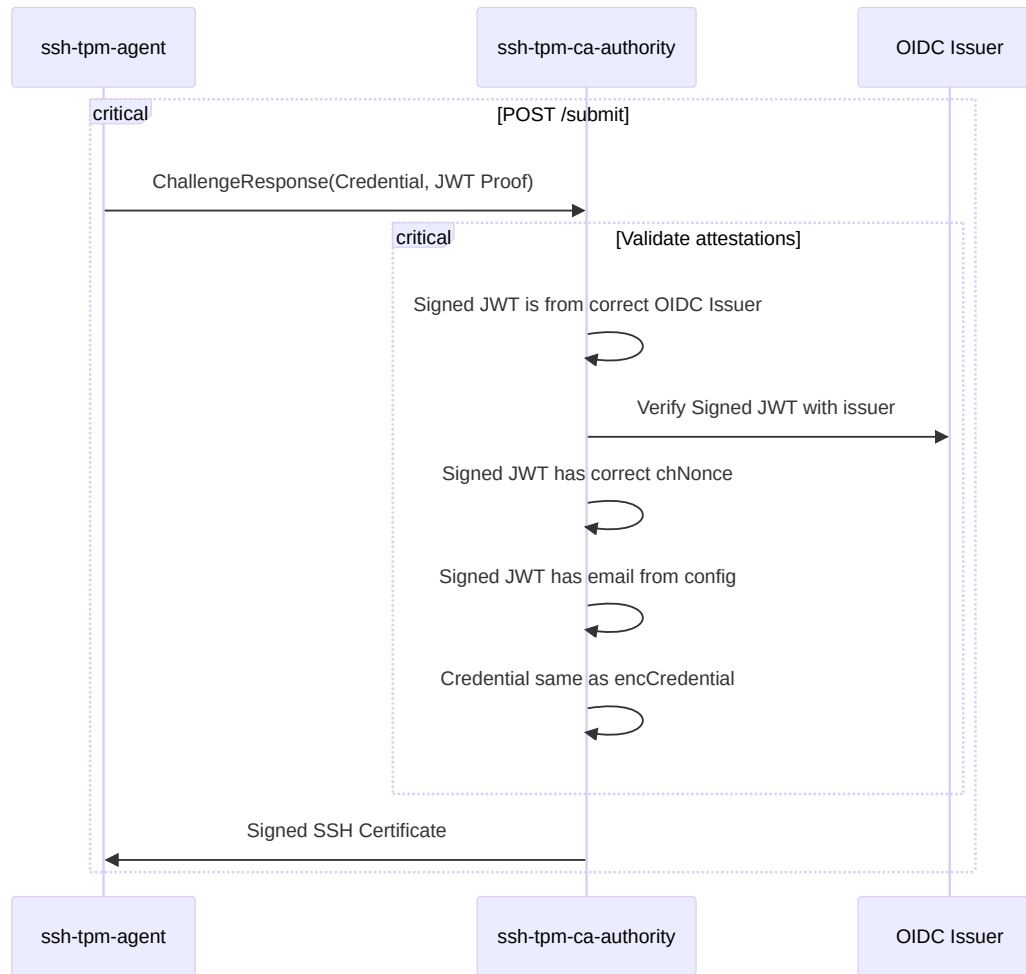 ssh-tpm-agent
ssh-tpm-ca-authority
OIDC Issuer
critical
[POST /submit]
ChallengeResponse(Credential, JWT Proof)
critical
[Validate attestations]
Signed JWT is from correct OIDC Issuer
Verify Signed JWT with issuer
Signed JWT has correct chNonce
Signed JWT has email from config
Credential same as encCredential
Signed SSH Certificate
ssh-tpm-agent
ssh-tpm-ca-authority
OIDC Issuer